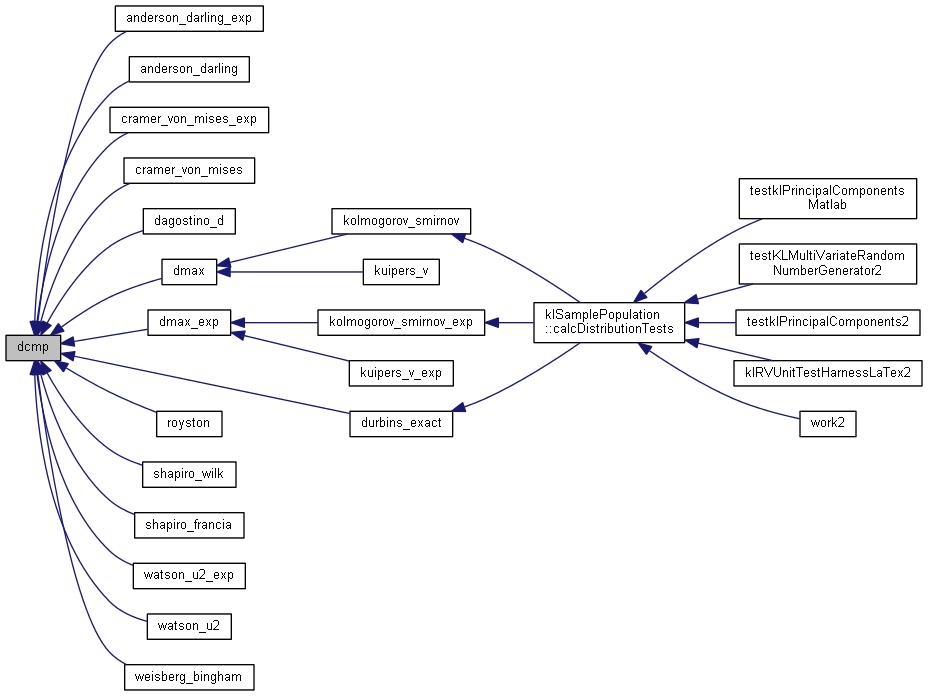 anderson_darling_exp
anderson_darling
cramer_von_mises_exp
cramer_von_mises
dagostino_d
dmax
dmax_exp
dcmp
royston
shapiro_wilk
shapiro_francia
watson_u2_exp
watson_u2
weisberg_bingham
kolmogorov_smirnov
kuipers_v
kolmogorov_smirnov_exp
kuipers_v_exp
durbins_exact
klSamplePopulation
::calcDistributionTests
testklPrincipalComponents
Matlab
testKLMultiVariateRandom
NumberGenerator2
testklPrincipalComponents2
klRVUnitTestHarnessLaTex2
work2